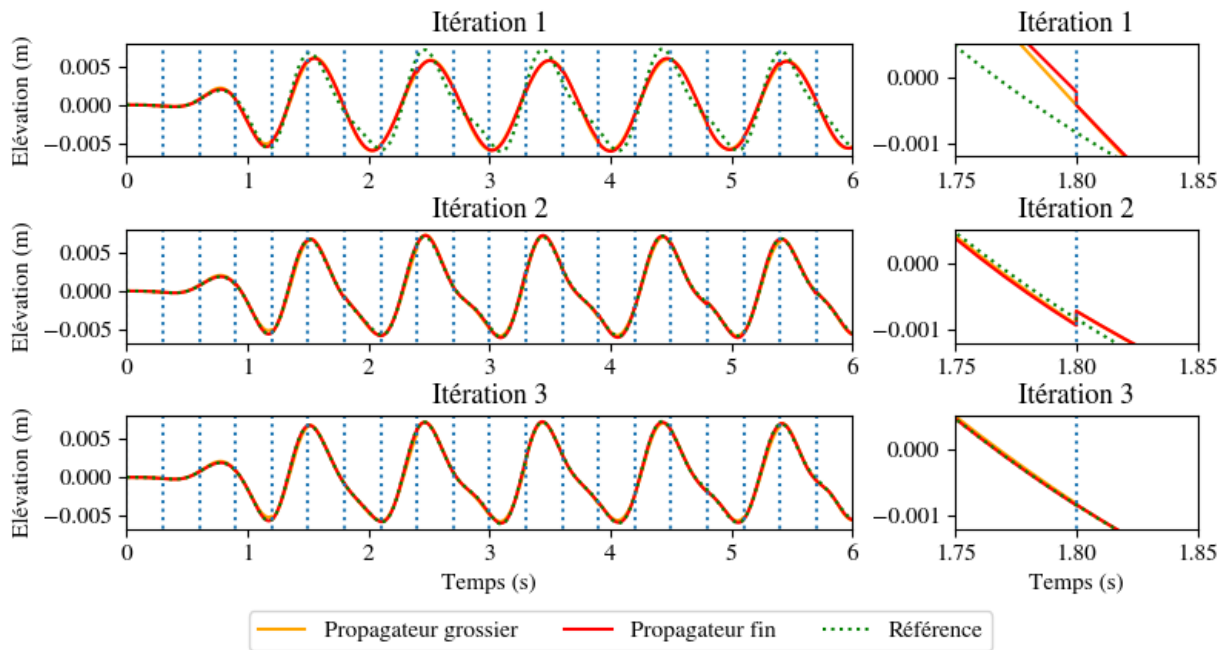 Itération 1
Itération 1
Elévation (m)
0.005
0.000
−0.005
0 1 2 3 4 5 6
0.000
−0.001
1.75 1.80 1.85
Itération 2
Itération 2
Elévation (m)
0.005
0.000
−0.005
0 1 2 3 4 5 6
0.000
−0.001
1.75 1.80 1.85
Itération 3
Itération 3
Elévation (m)
0.005
0.000
−0.005
0 1 2 3 4 5 6
Temps (s)
0.000
−0.001
1.75 1.80 1.85
Temps (s)
Propagateur grossier Propagateur fin Référence